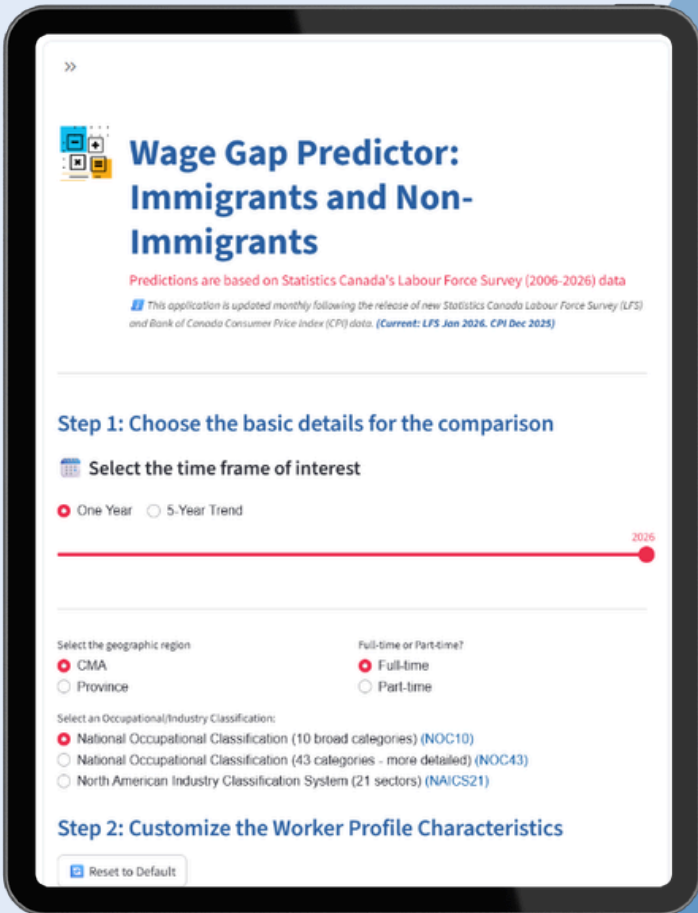 »
Wage Gap Predictor:
Immigrants and Non-
Immigrants
Predictions are based on Statistics Canada's Labour Force Survey (2006-2026) data
This application is updated monthly following the release of new Statistics Canada Labour Force Survey (LFS)
and Bank of Canada Consumer Price Index (CPI) data. (Current: LFS Jan 2026. CPI Dec 2025)
Step 1: Choose the basic details for the comparison
Select the time frame of interest
One Year 5-Year Trend
2026
Select the geographic region Full-time or Part-time?
CMA Full-time
Province Part-time
Select an Occupational/Industry Classification:
National Occupational Classification (10 broad categories) (NOC10)
National Occupational Classification (43 categories - more detailed) (NOC43)
North American Industry Classification System (21 sectors) (NAICS21)
Step 2: Customize the Worker Profile Characteristics
Reset to Default